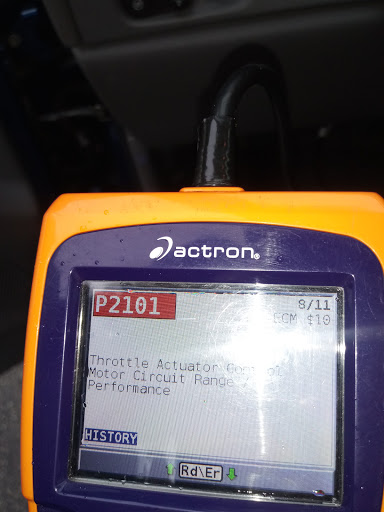 actron®
P2101
8/11
ECM $10
Throttle Actuator Control
Motor Circuit Range
Performance
HISTORY
Rd\Er